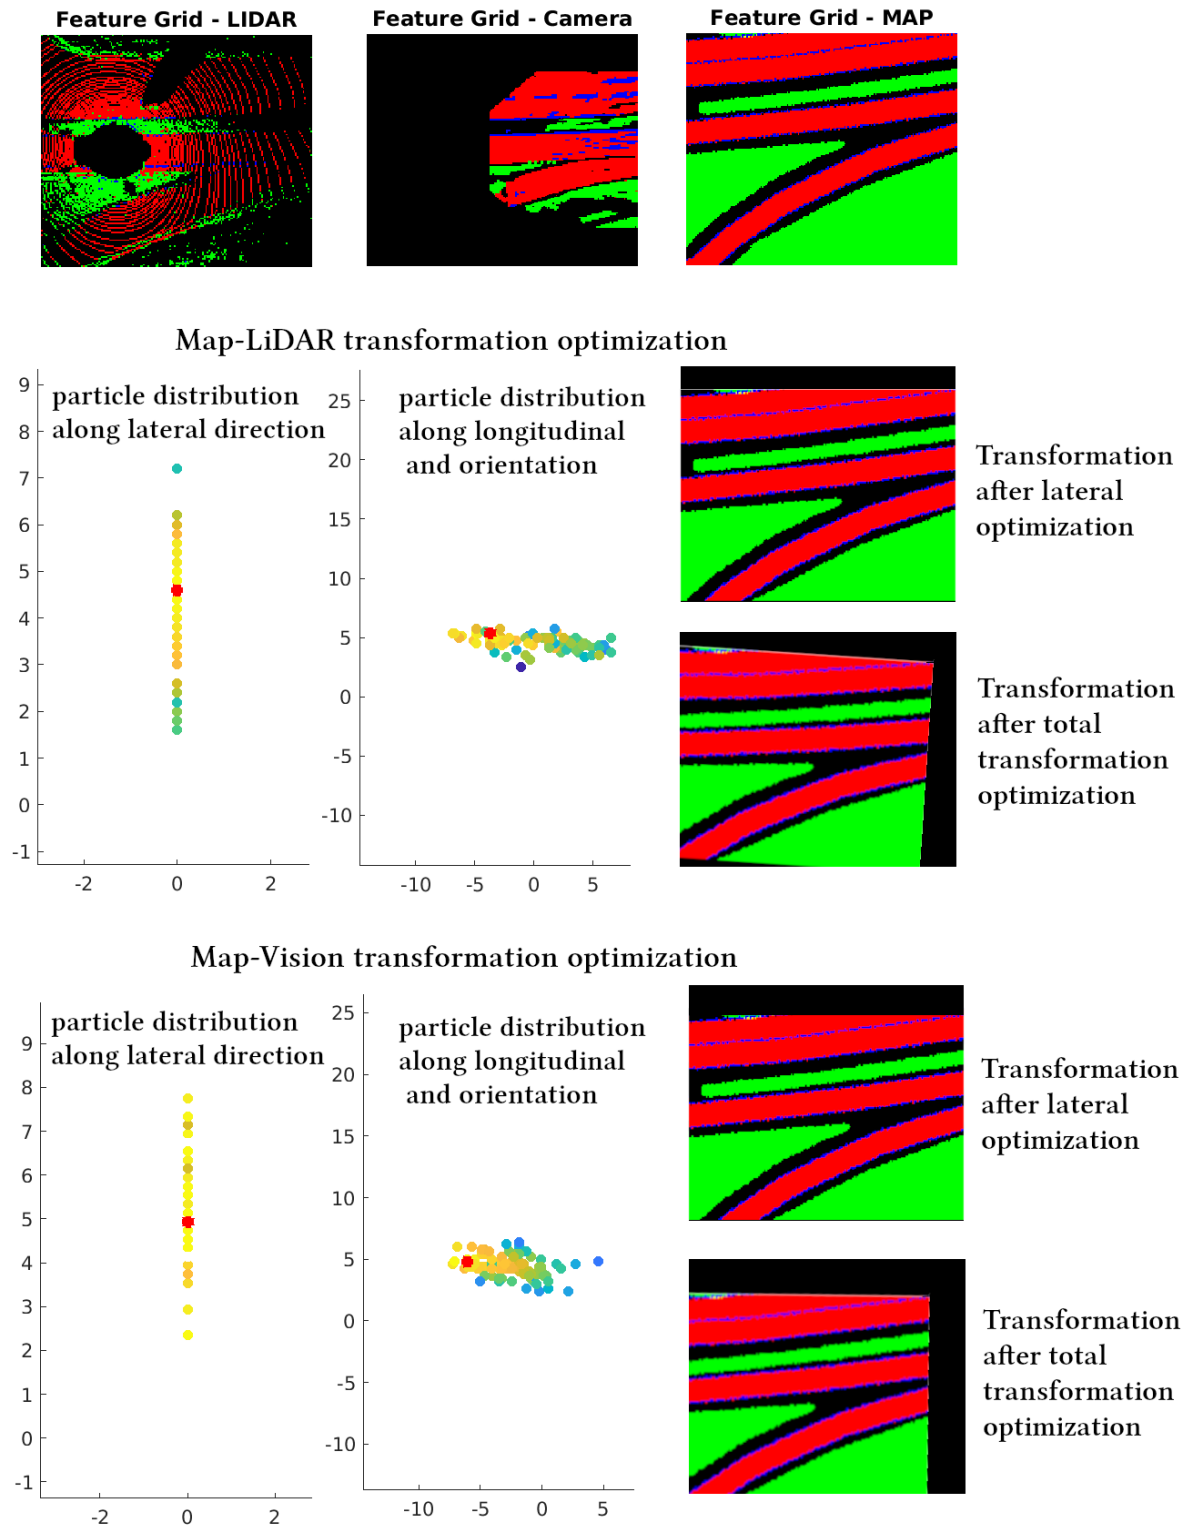 Feature Grid - LIDAR
Feature Grid - Camera
Feature Grid - MAP
Map-LiDAR transformation optimization
particle distribution
along lateral direction
9
8
7
6
5
4
3
2
1
0
-1
-2
0
2
particle distribution
along longitudinal
and orientation
25
20
15
10
5
0
-5
-10
-10
-5
0
5
Transformation
after lateral
optimization
Transformation
after total
transformation
optimization
Map-Vision transformation optimization
particle distribution
along lateral direction
9
8
7
6
5
4
3
2
1
0
-1
-2
0
2
particle distribution
along longitudinal
and orientation
25
20
15
10
5
0
-5
-10
-10
-5
0
5
Transformation
after lateral
optimization
Transformation
after total
transformation
optimization